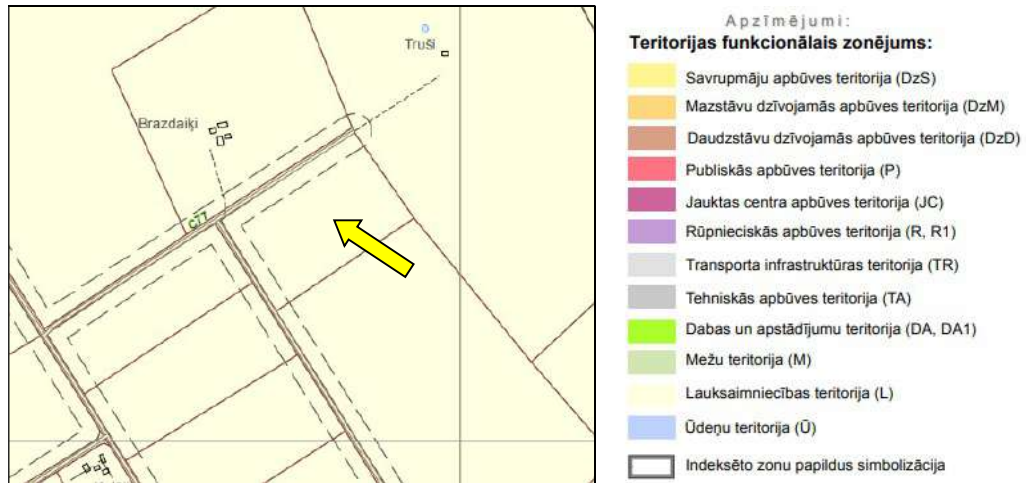 Truši
Brazdaiķi
C77
Apzīmējumi:
Teritorijas funkcionālais zonējums:
Savrupmāju apbūves teritorija (DzS)
Mazstāvu dzīvojamās apbūves teritorija (DzM)
Daudzstāvu dzīvojamās apbūves teritorija (DzD)
Publiskās apbūves teritorija (P)
Jauktas centra apbūves teritorija (JC)
Rūpnieciskās apbūves teritorija (R, R1)
Transporta infrastruktūras teritorija (TR)
Tehniskās apbūves teritorija (TA)
Dabas un apstādījumu teritorija (DA, DA1)
Mežu teritorija (M)
Lauksaimniecības teritorija (L)
Ūdeņu teritorija (Ū)
Indeksēto zonu papildus simbolizācija